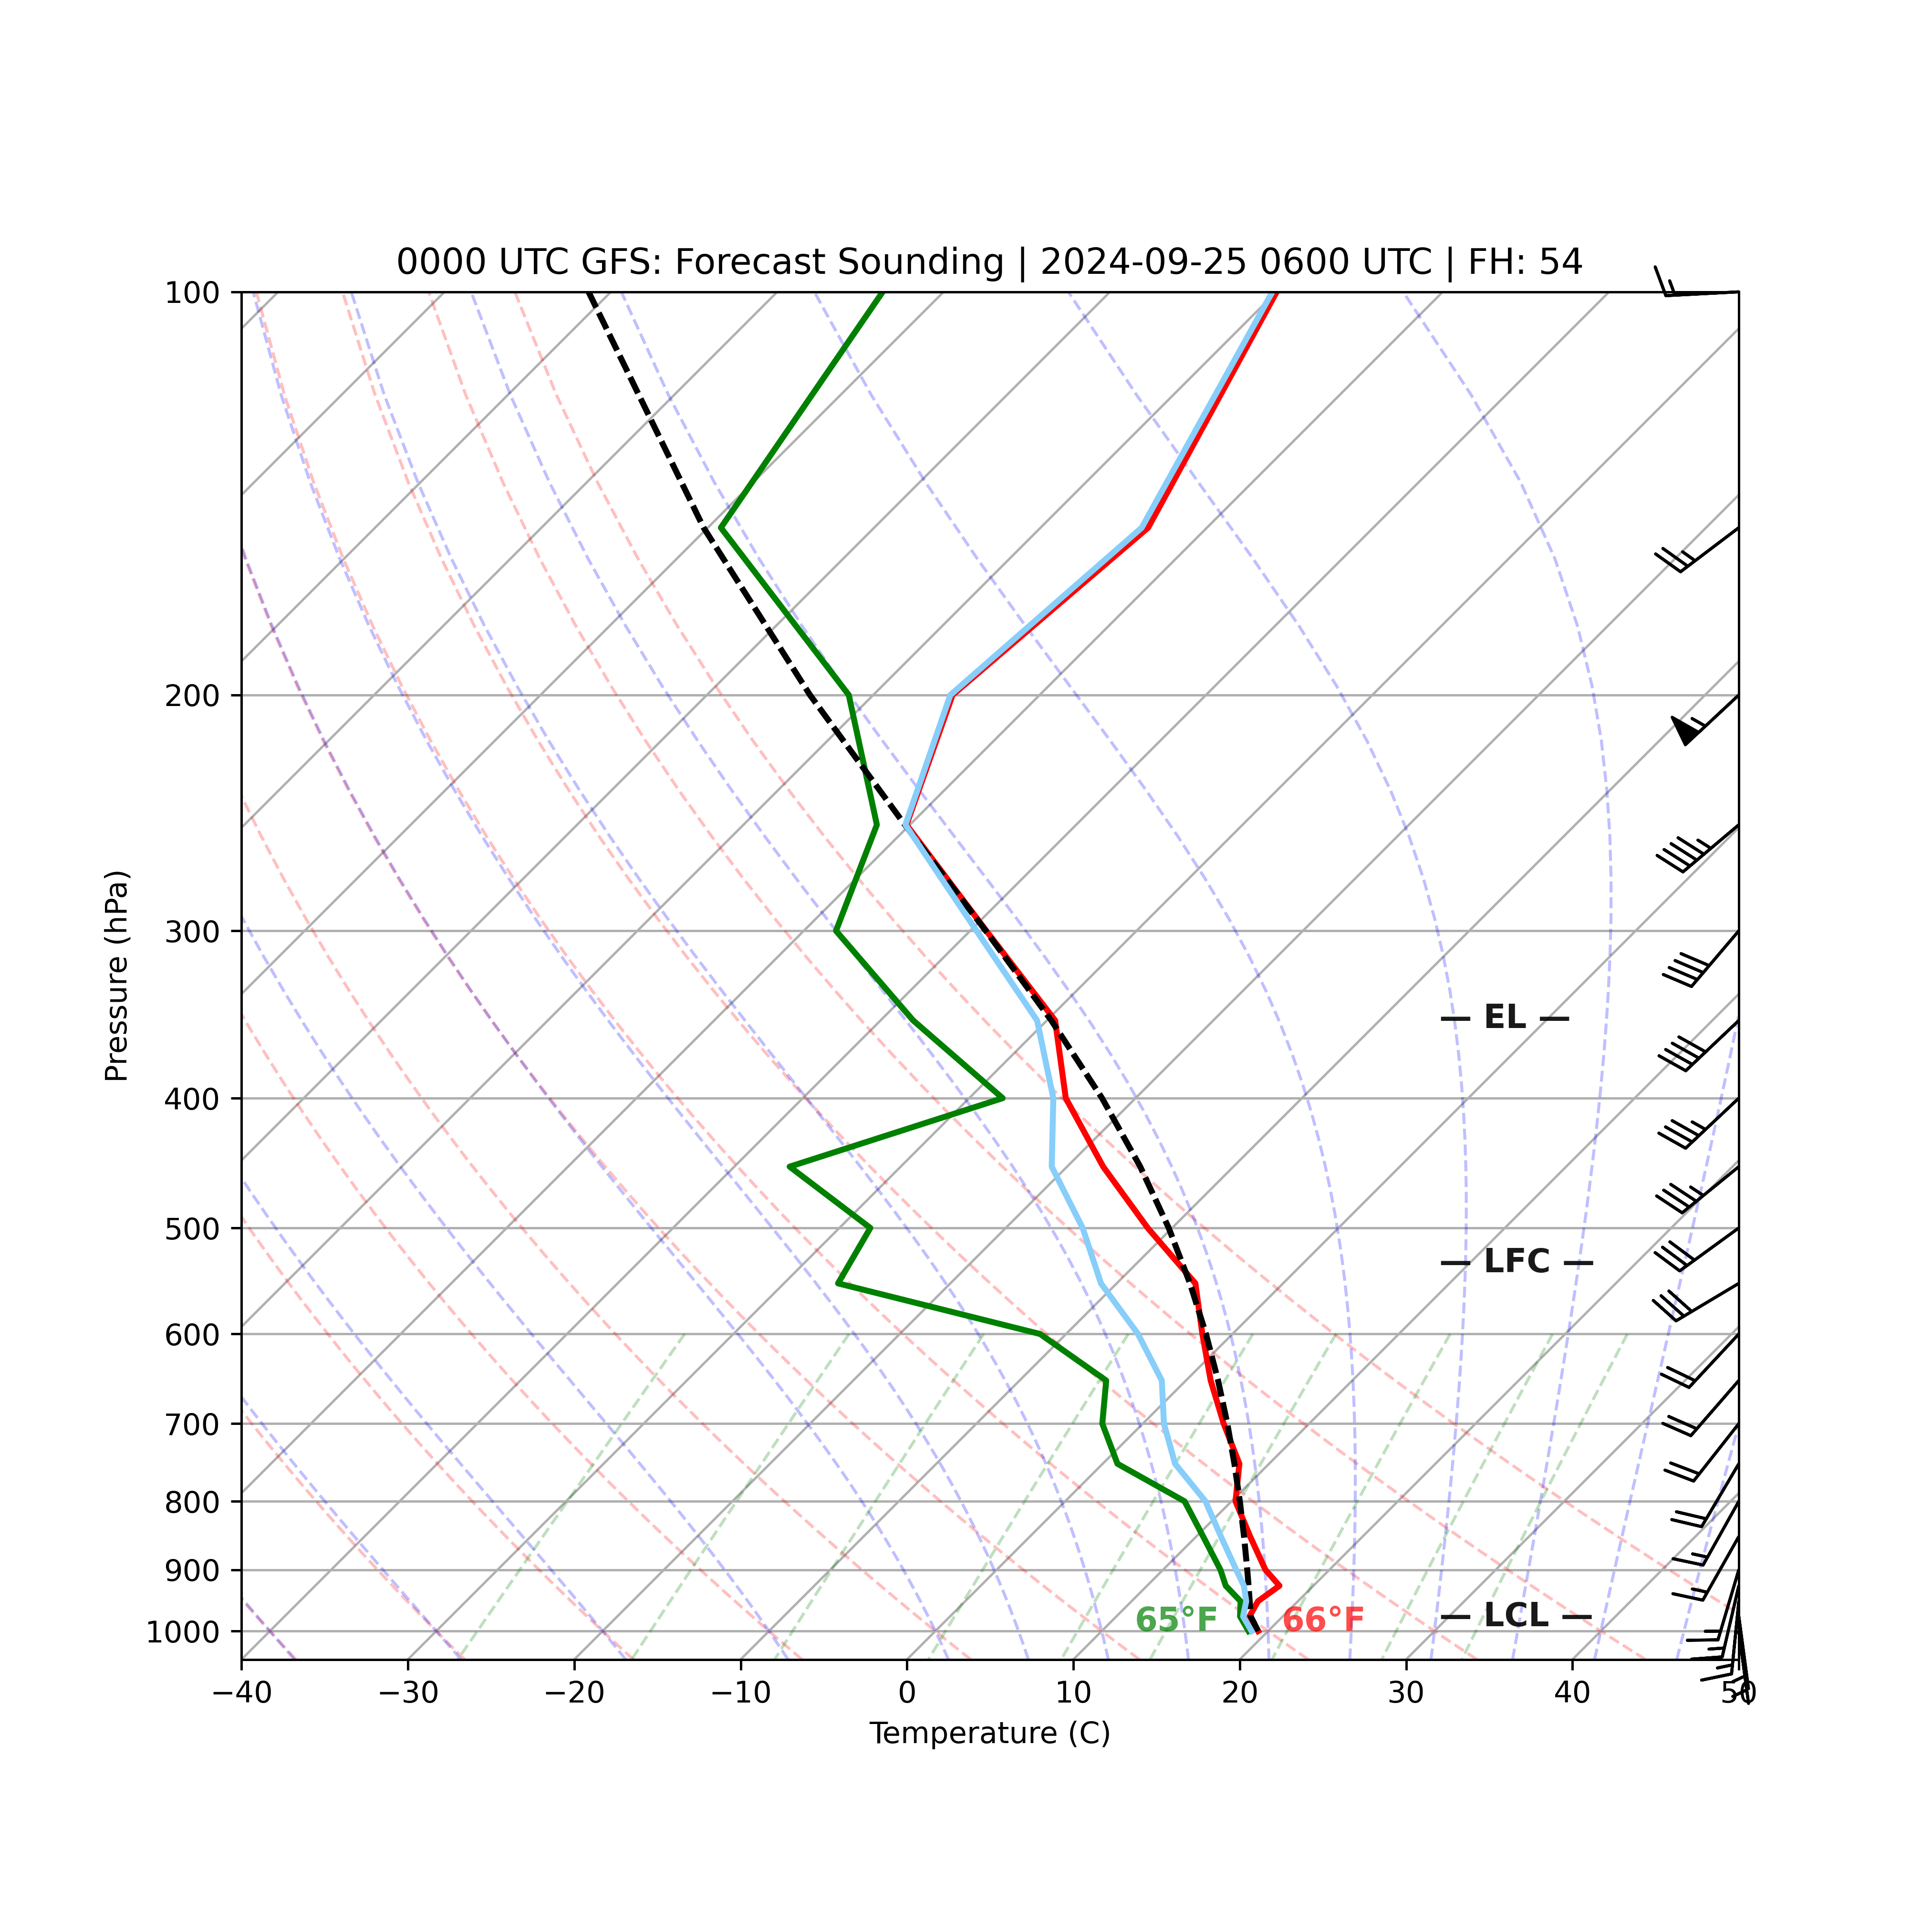 0000 UTC GFS: Forecast Sounding | 2024-09-25 0600 UTC | FH: 54
100
200
300
400
500
600
700
800
900
1000
Pressure (hPa)
— EL —
— LFC —
— LCL —
65°F
66°F
−40
−30
−20
−10
0
10
20
30
40
50
Temperature (C)